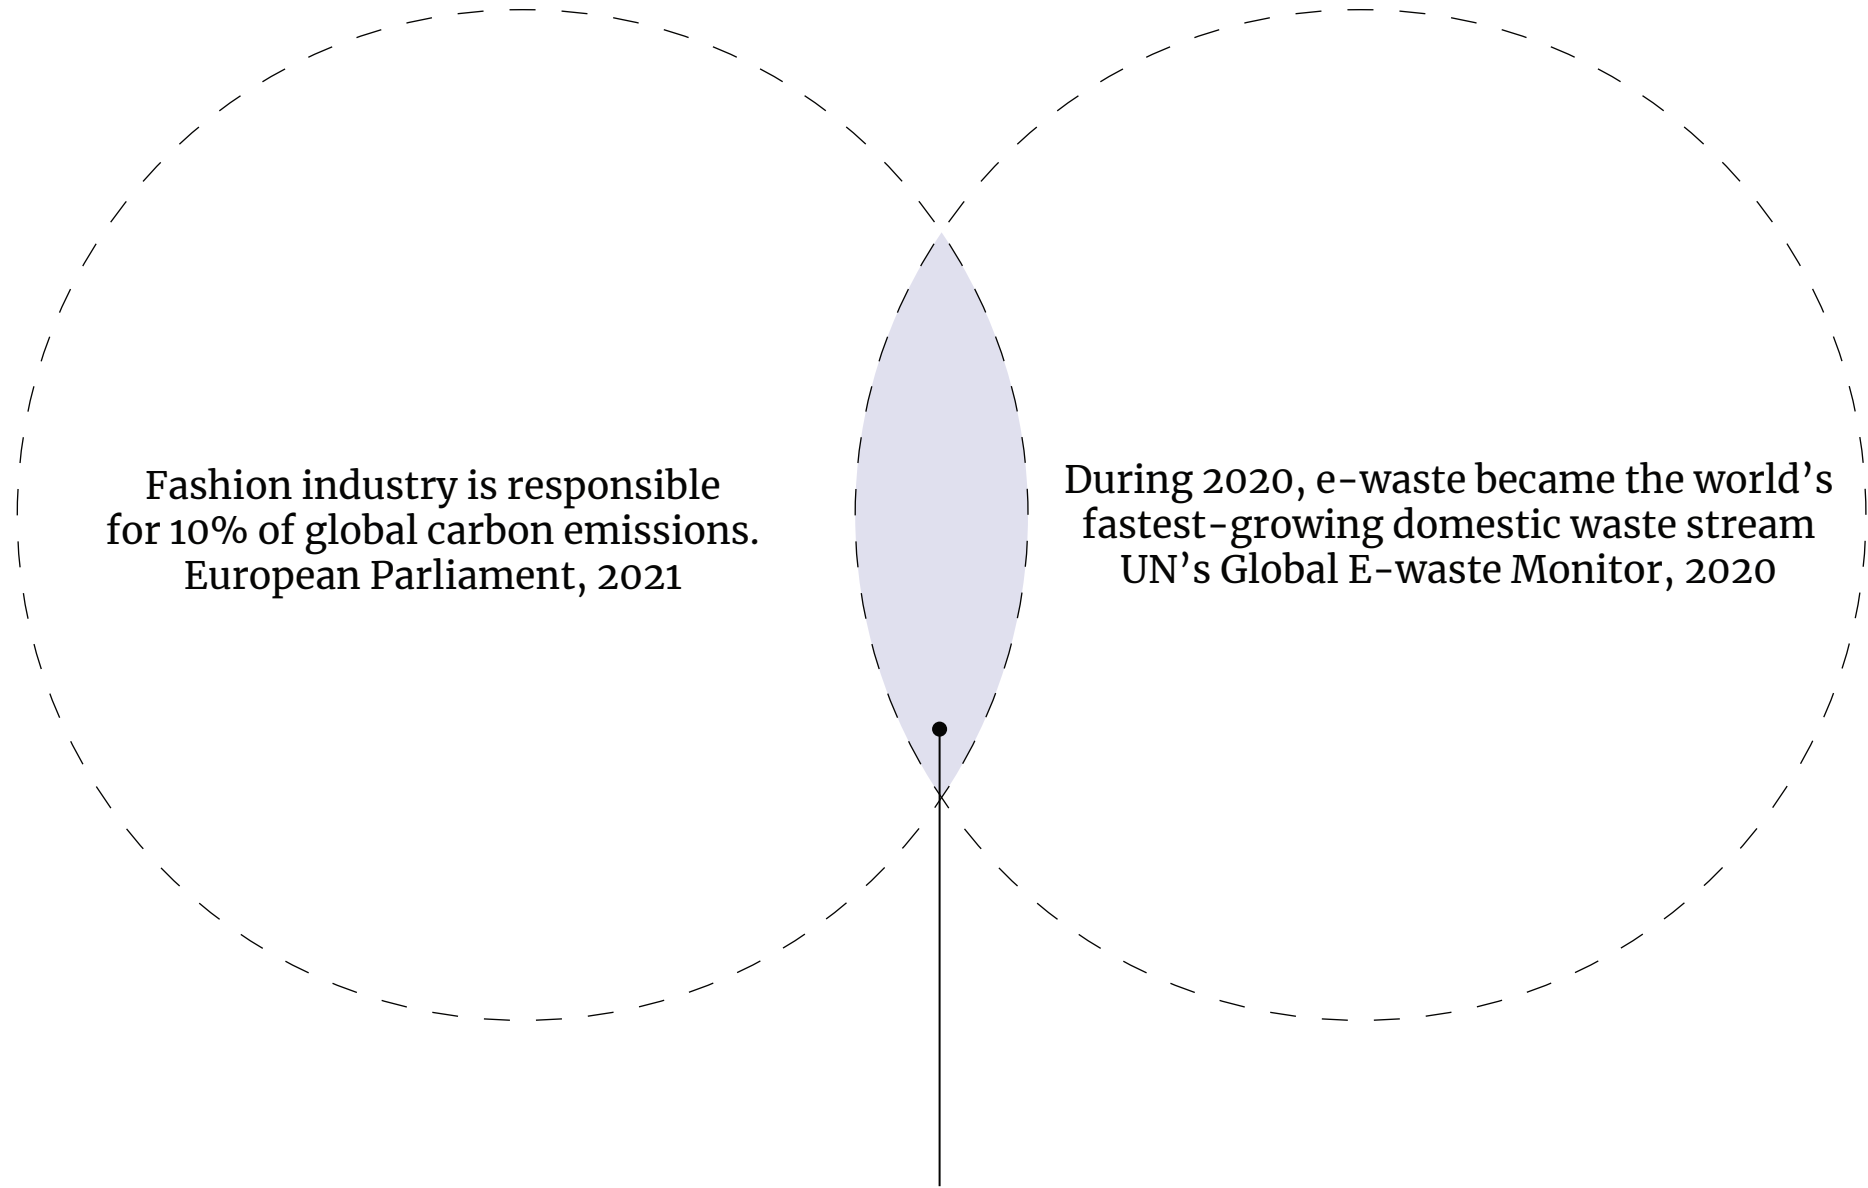 Fashion industry is responsible
for 10% of global carbon emissions.
European Parliament, 2021
During 2020, e-waste became the world’s
fastest-growing domestic waste stream
UN’s Global E-waste Monitor, 2020